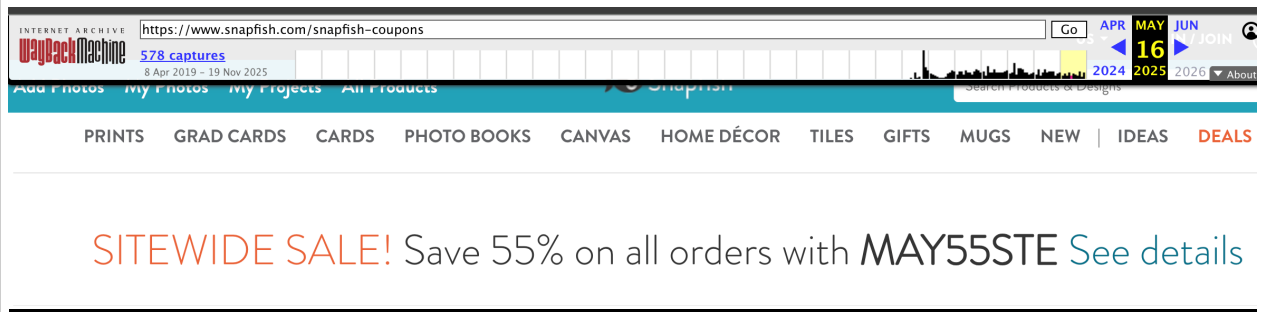 INTERNET ARCHIVE
WayBackMachine
https://www.snapfish.com/snapfish-coupons
Go
578 captures
8 Apr 2019 – 19 Nov 2025
APR MAY JUN
◀ 16 ▶
2024 2025 2026
▼ About
/ JOIN
Add Photos My Photos My Projects All Products
Snapfish
Search Products & Designs
PRINTS GRAD CARDS CARDS PHOTO BOOKS CANVAS HOME DÉCOR TILES GIFTS MUGS NEW | IDEAS DEALS
SITEWIDE SALE! Save 55% on all orders with MAY55STE See details